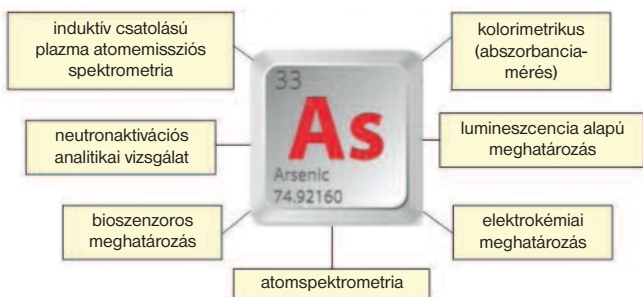 induktív csatolású
plazma atomemissziós
spektrometria
kolorimetrikus
(abszorbancia-
mérés)
33
As
Arsenic
74.92160
neutronaktivációs
analitikai vizsgálat
lumineszcencia alapú
meghatározás
bioszenzoros
meghatározás
elektrokémiai
meghatározás
atomspektrometria